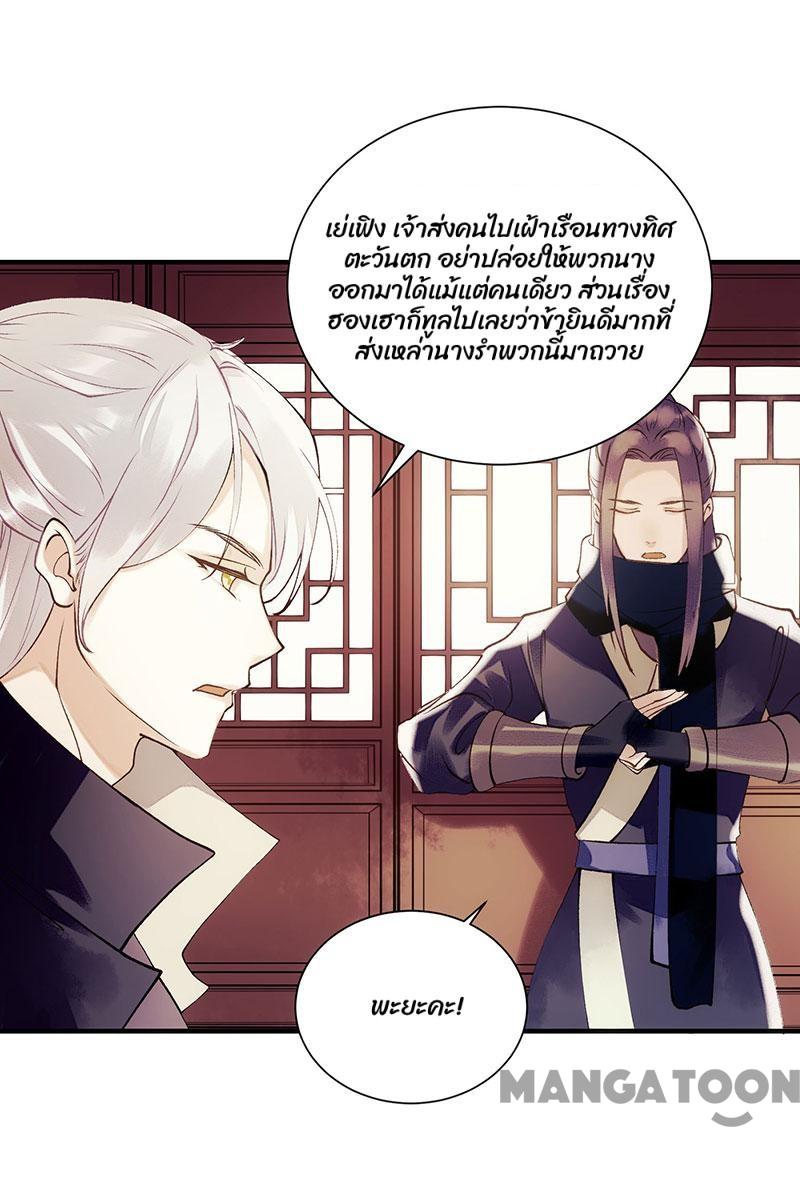 เย่เฟิง เจ้าส่งคนไปเฝ้าเรือนทางทิศ
ตะวันตก อย่าปล่อยให้พวกนาง
ออกมาได้แม้แต่คนเดียว ส่วนเรื่อง
ฮองเฮาก็ทูลไปเลยว่าข้ายินดีมากที่
ส่งเหล่านางรำพวกนี้มาถวาย
พะยะคะ!
MANGATOON